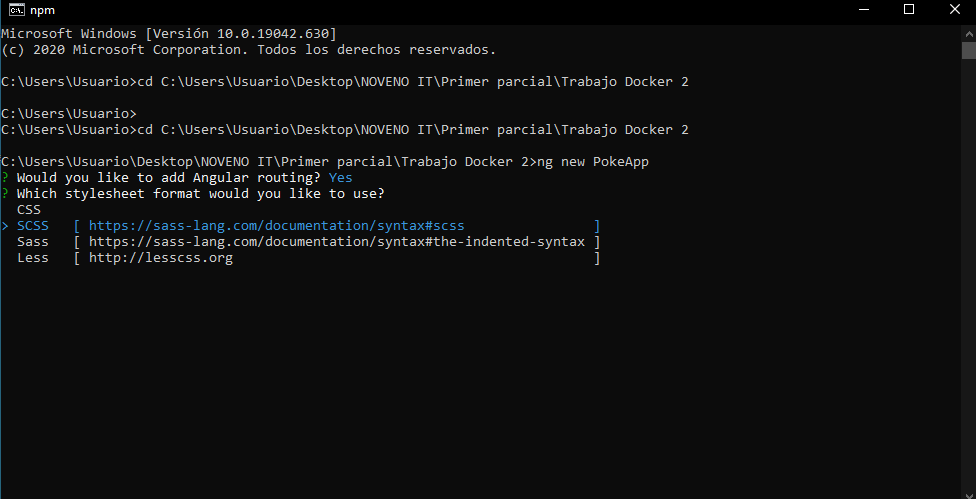 npm
Microsoft Windows [Versión 10.0.19042.630]
(c) 2020 Microsoft Corporation. Todos los derechos reservados.
C:\Users\Usuario>cd C:\Users\Usuario\Desktop\NOVENO IT\Primer parcial\Trabajo Docker 2
C:\Users\Usuario>
C:\Users\Usuario>cd C:\Users\Usuario\Desktop\NOVENO IT\Primer parcial\Trabajo Docker 2
C:\Users\Usuario\Desktop\NOVENO IT\Primer parcial\Trabajo Docker 2>ng new PokeApp
? Would you like to add Angular routing? Yes
? Which stylesheet format would you like to use?
CSS
> SCSS [ https://sass-lang.com/documentation/syntax#scss ]
Sass [ https://sass-lang.com/documentation/syntax#the-indented-syntax ]
Less [ http://lesscss.org ]